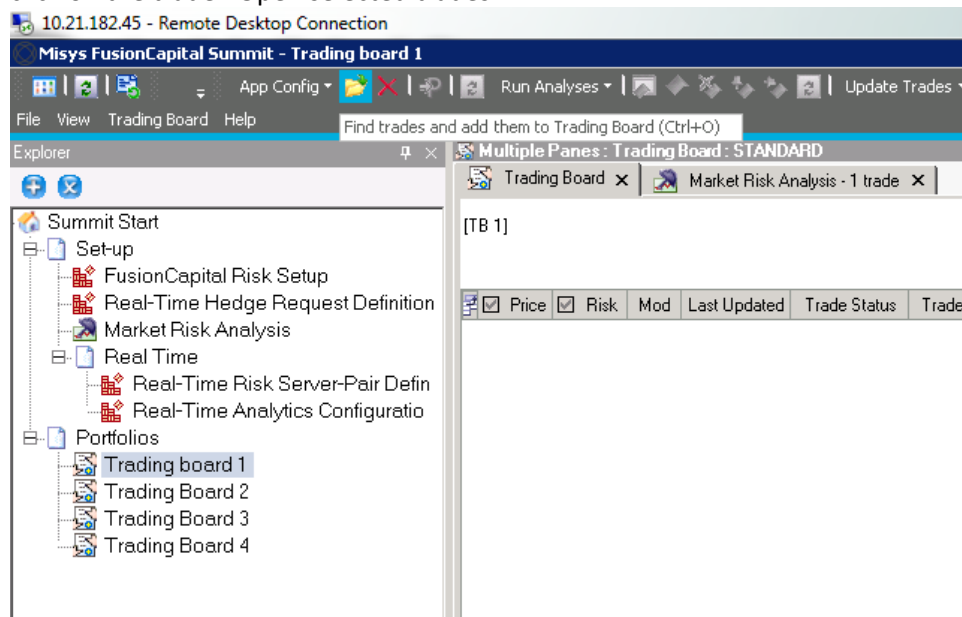 10.21.182.45 - Remote Desktop Connection
Misys FusionCapital Summit - Trading board 1
App Config Run Analyses Update Trades
File View Trading Board Help
Find trades and add them to Trading Board (Ctrl+O)
Explorer
Multiple Panes : Trading Board : STANDARD
Trading Board Market Risk Analysis - 1 trade
[TB 1]
Price Risk Mod Last Updated Trade Status Trade
Summit Start
Set-up
FusionCapital Risk Setup
Real-Time Hedge Request Definition
Market Risk Analysis
Real Time
Real-Time Risk Server-Pair Defin
Real-Time Analytics Configuratio
Portfolios
Trading board 1
Trading Board 2
Trading Board 3
Trading Board 4